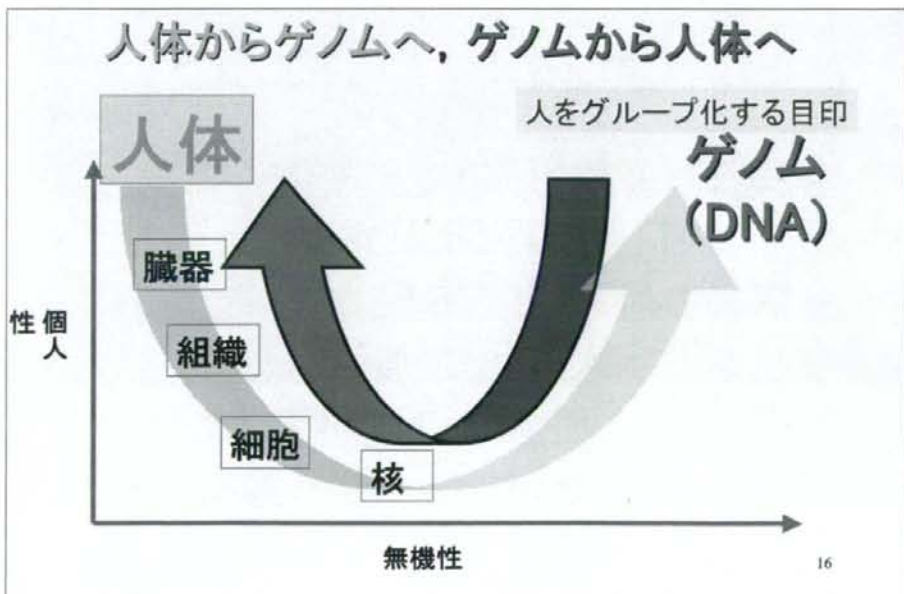 人体からゲノムへ，ゲノムから人体へ
人をグループ化する目印
人体
ゲノム
（DNA）
臓器
個人性
組織
細胞
核
無機性
16